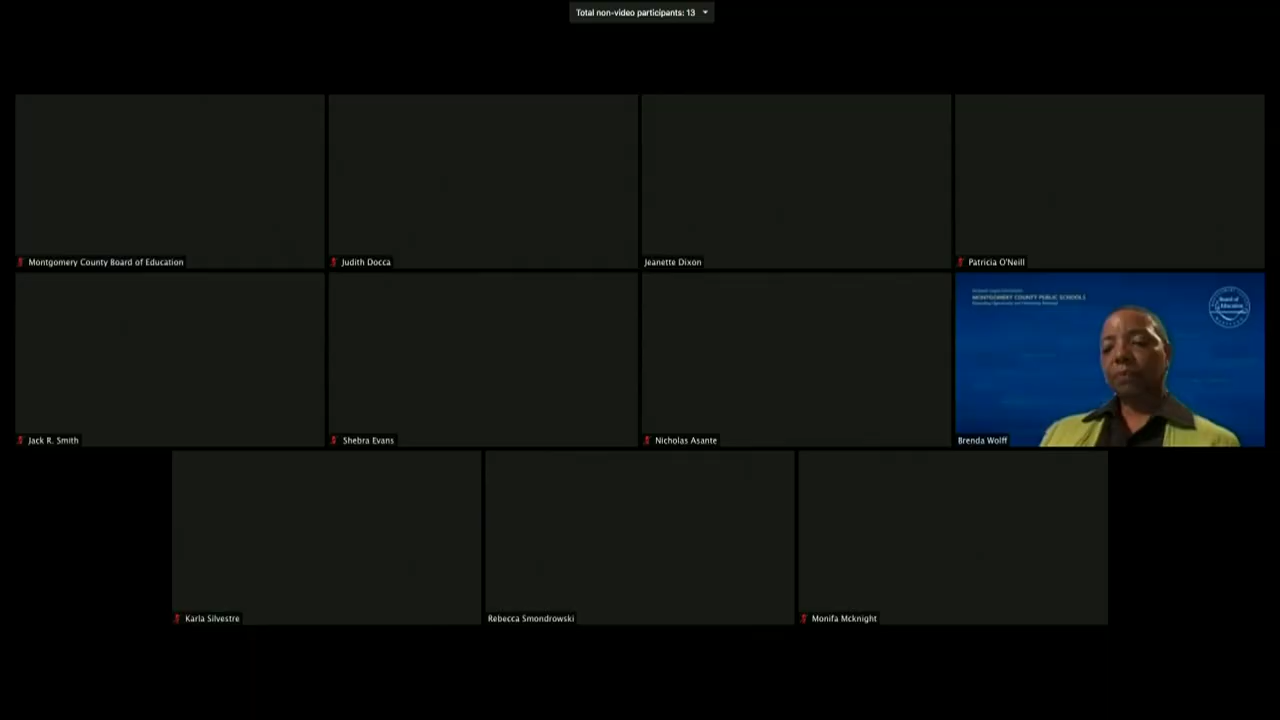 Total non-video participants: 13
Montgomery County Board of Education
Judith Docca
Jeanette Dixon
Patricia O'Neill
MONTGOMERY COUNTY PUBLIC SCHOOLS
Board of
Education
Jack R. Smith
Shebra Evans
Nicholas Asante
Brenda Wolff
Karla Silvestre
Rebecca Smondrowski
Monifa Mcknight